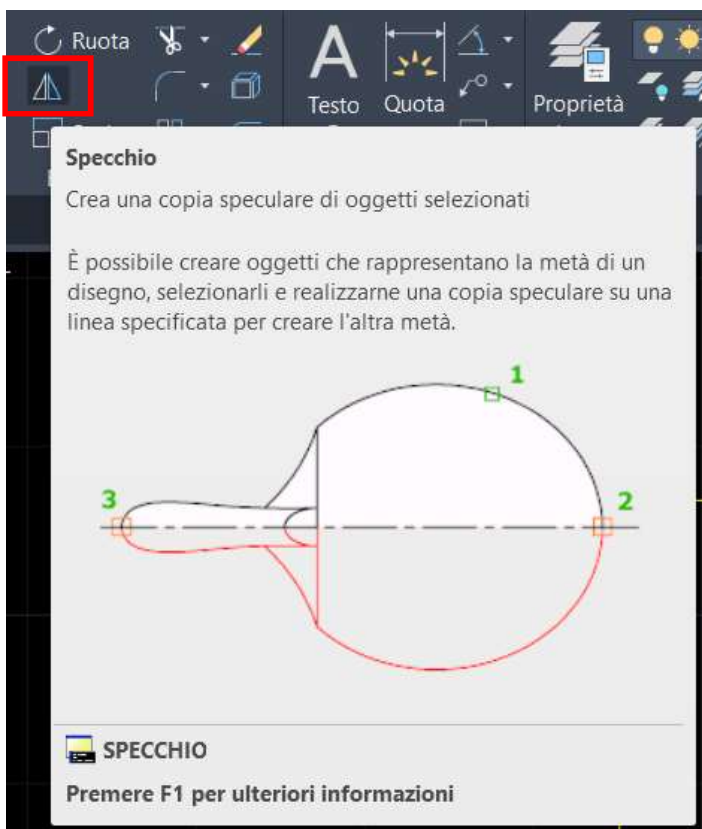 Ruota
Testo
Quota
Proprietà
Specchio
Crea una copia speculare di oggetti selezionati
È possibile creare oggetti che rappresentano la metà di un
disegno, selezionarli e realizzarne una copia speculare su una
linea specificata per creare l'altra metà.
1
3
2
SPECCHIO
Premere F1 per ulteriori informazioni